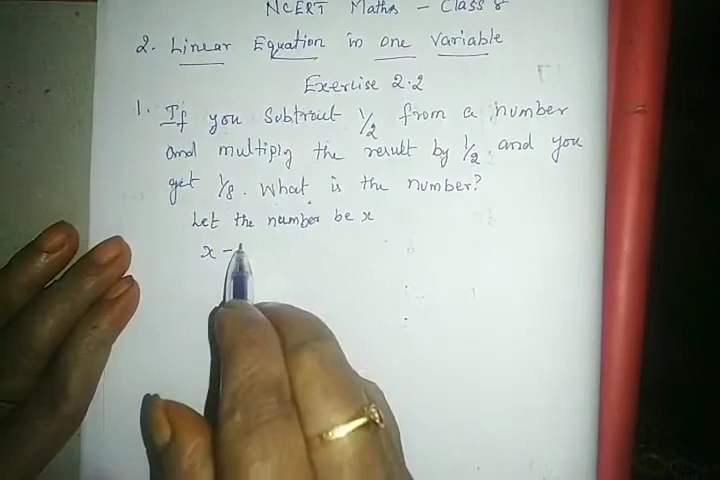 NCERT Maths - Class 8
2. Linear Equation in one Variable
Exercise 2.2
1. If you Subtract 1/2 from a number
and multiply the result by 1/2 and you
get 1/8. What is the number?
Let the number be x
x -